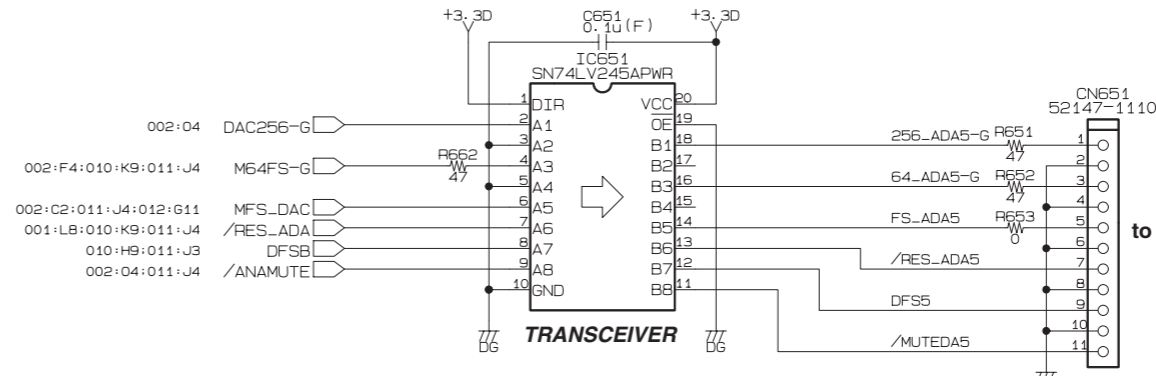 +3.3D C651 +3.3D
0.1u(F)
IC651
SN74LV245APWR
CN651
52147-1110
1 DIR VCC 20
002:04 DAC256-G 2 A1 OE 19
3 A2 B1 18 256_ADA5-G R651 47 1
002:F4:010:K9:011:J4 M64FS-G R662 47 4 A3 B2 17 2
5 A4 B3 16 64_ADA5-G R652 47 3
002:C2:011:J4:012:G11 MFS_DAC 6 A5 B4 15 4
001:L8:010:K9:011:J4 /RES_ADA 7 A6 B5 14 FS_ADA5 R653 0 5 to
010:H9:011:J3 DFSB 8 A7 B6 13 6
002:04:011:J4 /ANAMUTE 9 A8 B7 12 /RES_ADA5 7
10 GND B8 11 8
DFS5 9
10
/MUTEDA5 11
DG TRANSCEIVER DG